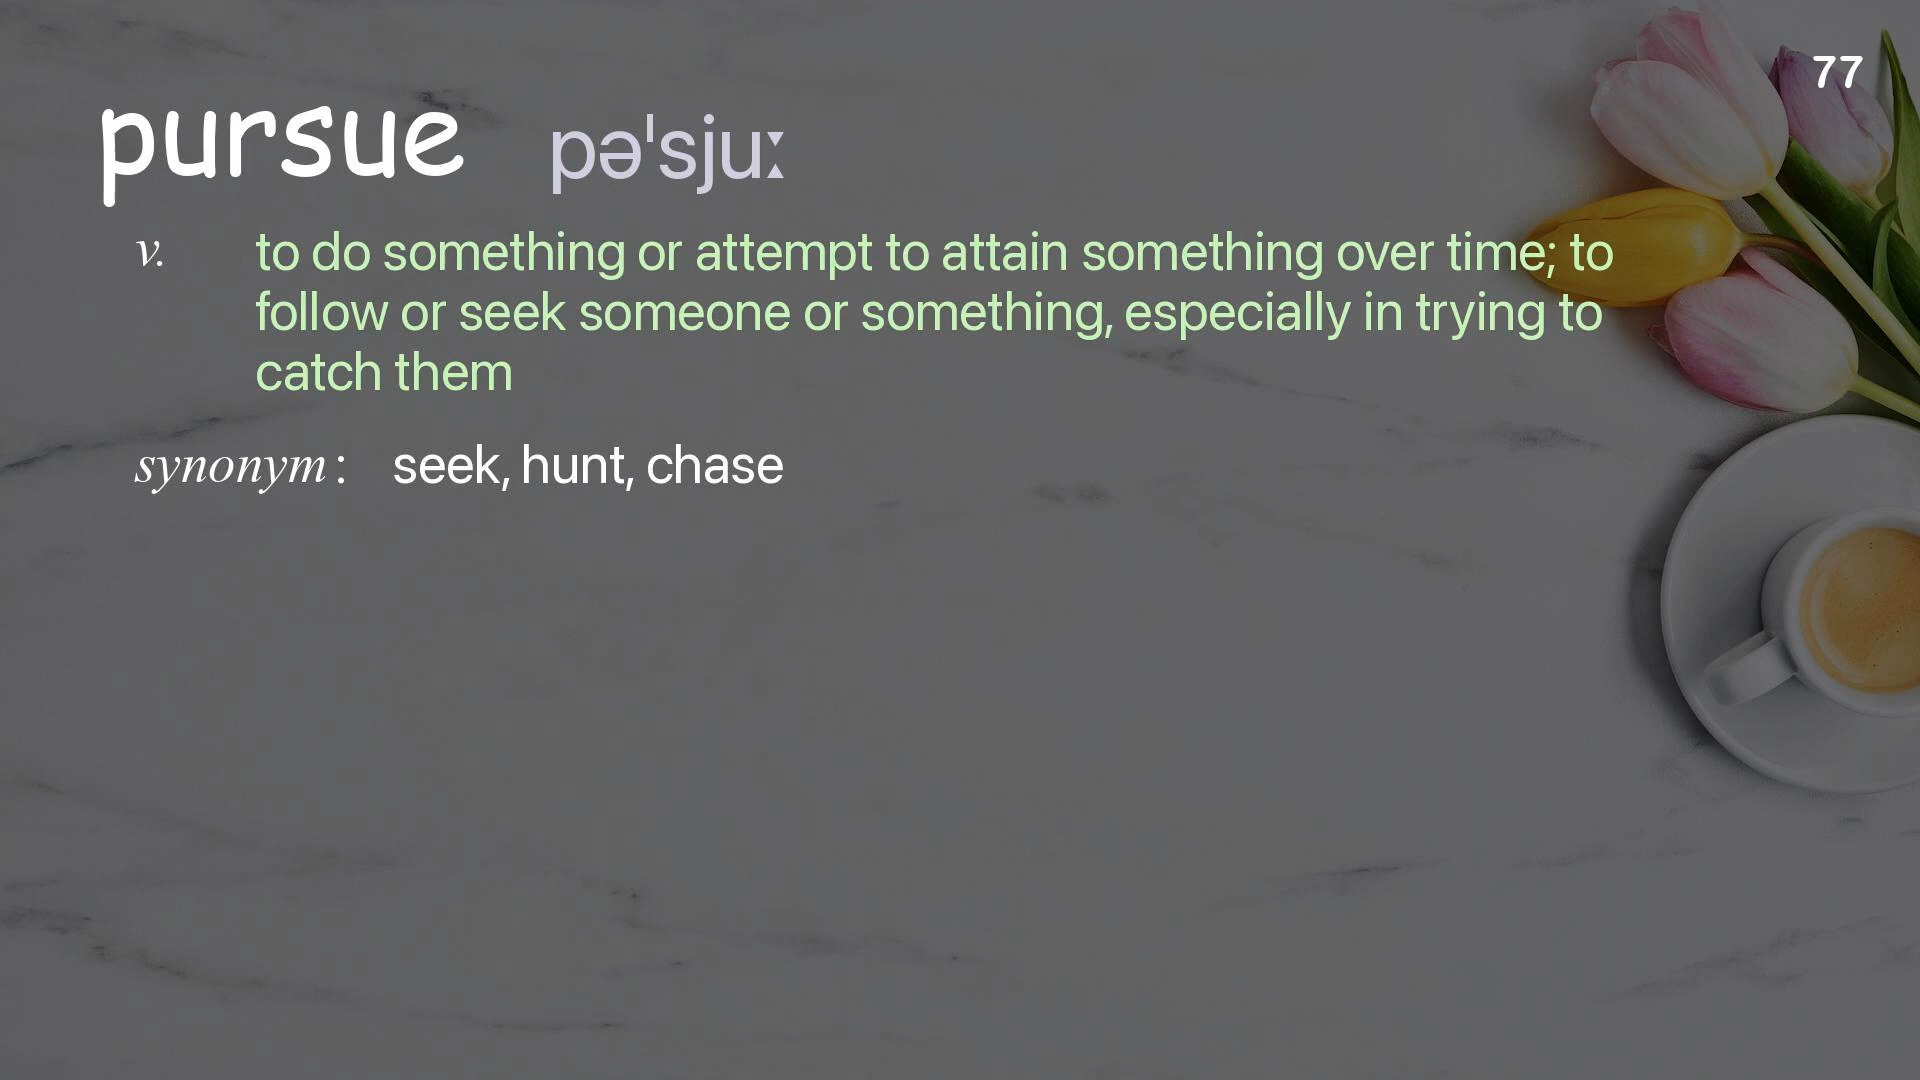 77
pursue pəˈsjuː
v. to do something or attempt to attain something over time; to
follow or seek someone or something, especially in trying to
catch them
synonym : seek, hunt, chase